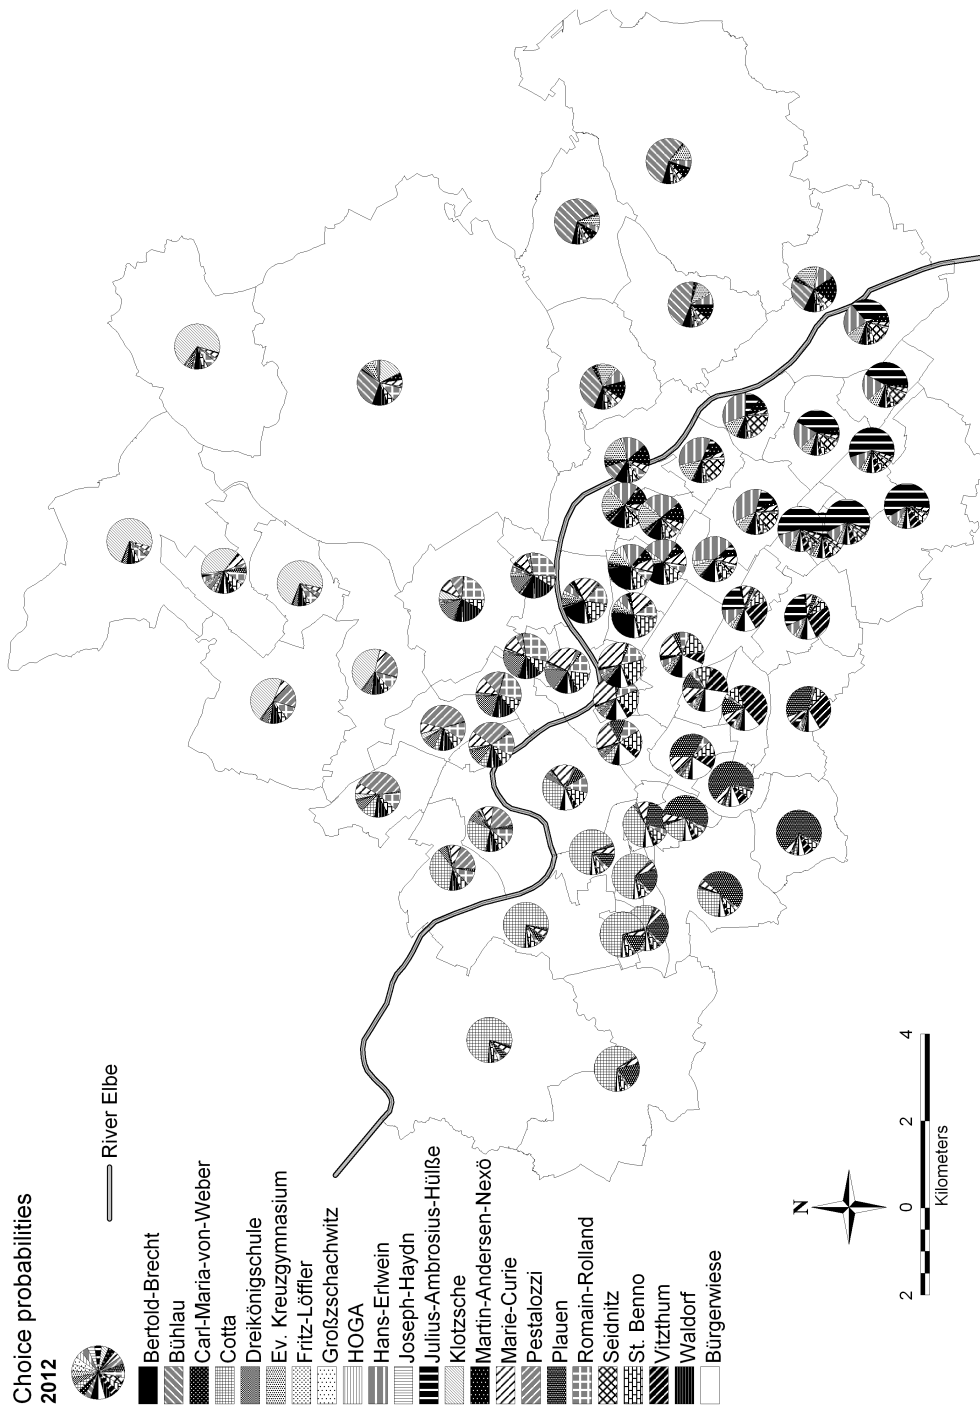 Choice probabilities
2012
River Elbe
Bertold-Brecht
Bühlau
Carl-Maria-von-Weber
Cotta
Dreikönigschule
Ev. Kreuzgymnasium
Fritz-Löffler
Großzschachwitz
HOGA
Hans-Erlwein
Joseph-Haydn
Julius-Ambrosius-Hülße
Klotzsche
Martin-Andersen-Nexö
Marie-Curie
Pestalozzi
Plauen
Romain-Rolland
Seidnitz
St. Benno
Vitzthum
Waldorf
Bürgerwiese
N
2 0 2 4
Kilometers